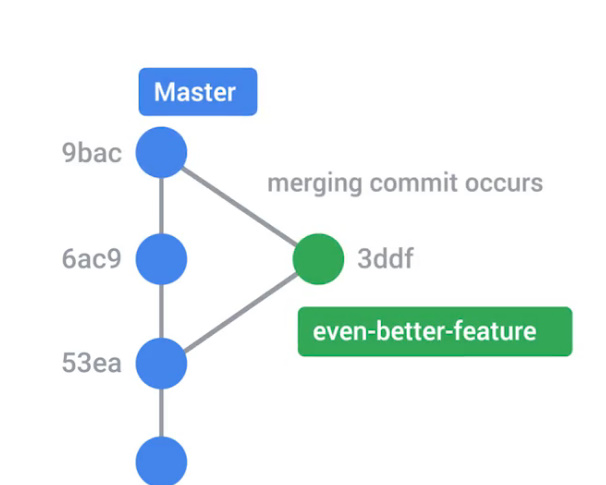 Master
9bac
merging commit occurs
6ac9
3ddf
even-better-feature
53ea